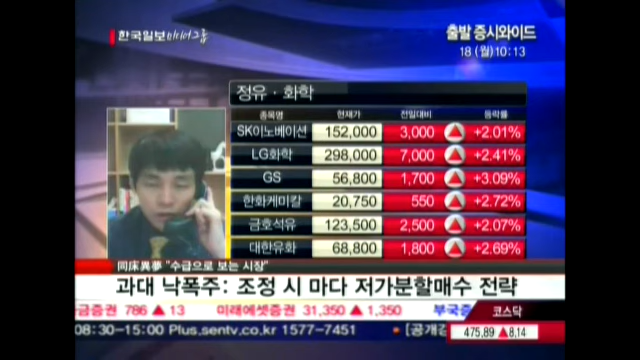 한국일보 미디어그룹
출발 증시와이드
18 (월)10:13
정유 · 화학
종목명 현재가 전일대비 등락률
SK이노베이션 152,000 3,000 ▲ +2.01%
LG화학 298,000 7,000 ▲ +2.41%
GS 56,800 1,700 ▲ +3.09%
한화케미칼 20,750 550 ▲ +2.72%
금호석유 123,500 2,500 ▲ +2.07%
대한유화 68,800 1,800 ▲ +2.69%
同床異夢 "수급으로 보는 시장"
과대 낙폭주: 조정 시 마다 저가분할매수 전략
금증권 786 ▲ 13 미래에셋증권 31,350 ▲ 1,350 부국증
코스닥
08:30-15:00 Plus.sentv.co.kr 1577-7451 • [공개
475.89 ▲ 8.14